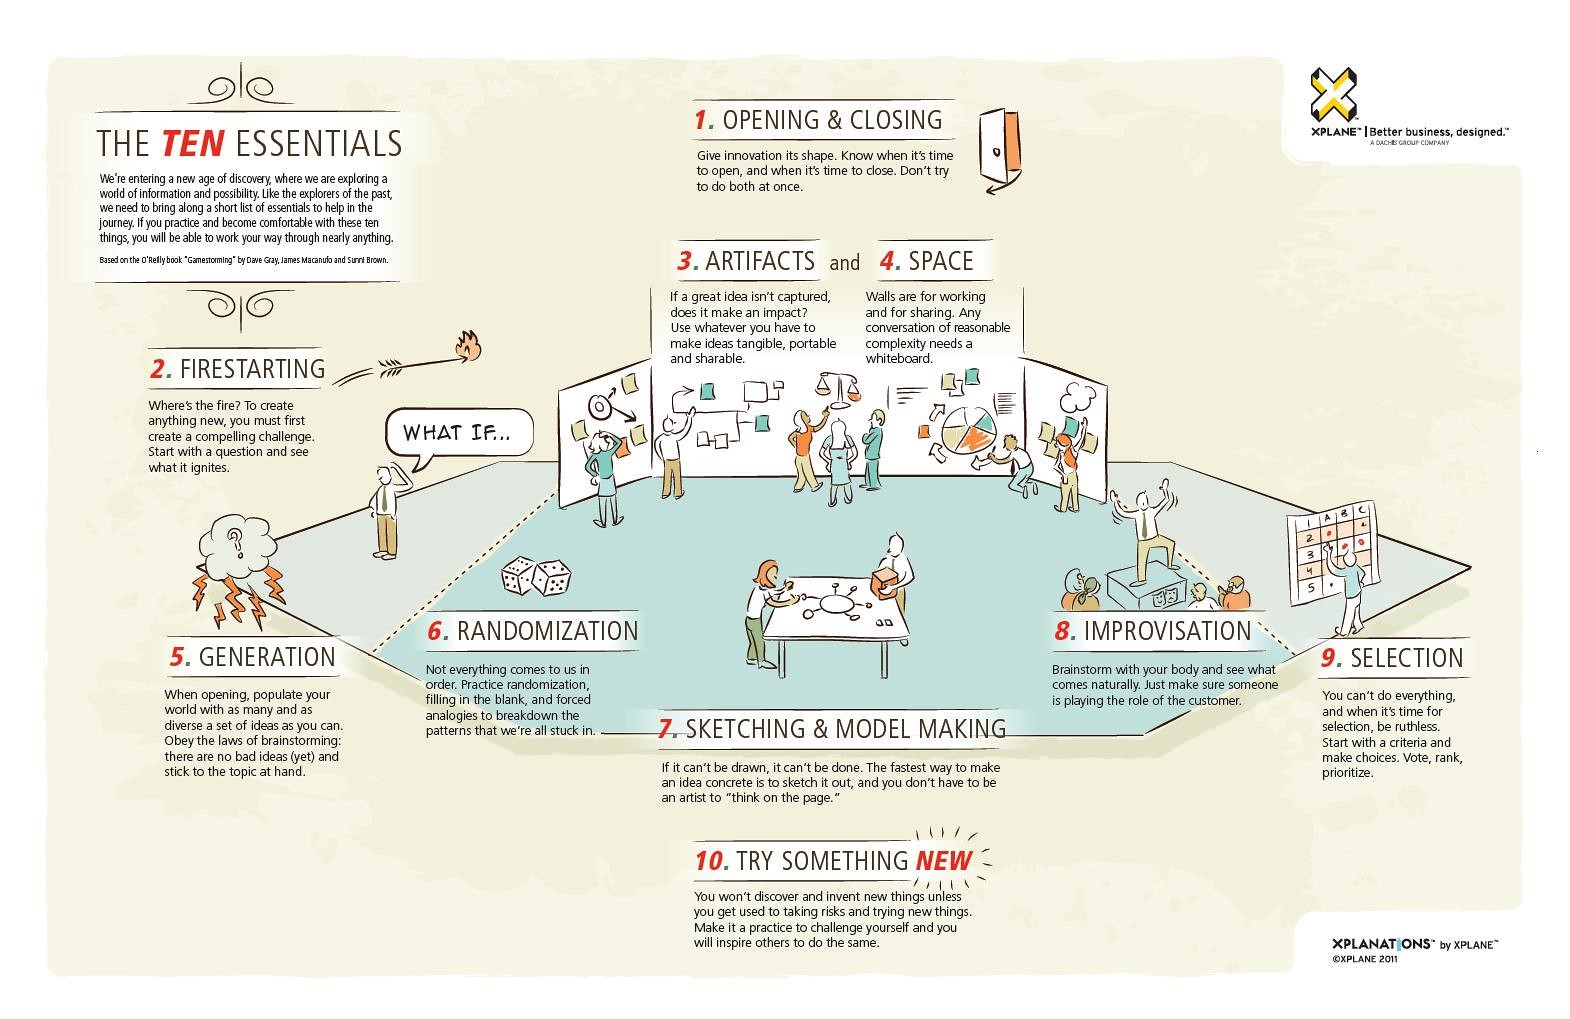 THE TEN ESSENTIALS
We're entering a new age of discovery, where we are exploring a
world of information and possibility. Like the explorers of the past,
we need to bring along a short list of essentials to help in the
journey. If you practice and become comfortable with these ten
things, you will be able to work your way through nearly anything.
Based on the O'Reilly book "Gamestorming" by Dave Gray, James Macanufo and Sunni Brown.
XPLANE™ | Better business, designed.™
A DACHIS GROUP COMPANY
1. OPENING & CLOSING
Give innovation its shape. Know when it's time
to open, and when it's time to close. Don't try
to do both at once.
2. FIRESTARTING
Where's the fire? To create
anything new, you must first
create a compelling challenge.
Start with a question and see
what it ignites.
WHAT IF...
3. ARTIFACTS and 4. SPACE
If a great idea isn't captured,
does it make an impact?
Use whatever you have to
make ideas tangible, portable
and sharable.
Walls are for working
and for sharing. Any
conversation of reasonable
complexity needs a
whiteboard.
?
5. GENERATION
When opening, populate your
world with as many and as
diverse a set of ideas as you can.
Obey the laws of brainstorming:
there are no bad ideas (yet) and
stick to the topic at hand.
6. RANDOMIZATION
Not everything comes to us in
order. Practice randomization,
filling in the blank, and forced
analogies to breakdown the
patterns that we're all stuck in.
7. SKETCHING & MODEL MAKING
If it can't be drawn, it can't be done. The fastest way to make
an idea concrete is to sketch it out, and you don't have to be
an artist to "think on the page."
8. IMPROVISATION
Brainstorm with your body and see what
comes naturally. Just make sure someone
is playing the role of the customer.
1 A B C
2
3
4
5
9. SELECTION
You can't do everything,
and when it's time for
selection, be ruthless.
Start with a criteria and
make choices. Vote, rank,
prioritize.
10. TRY SOMETHING NEW
You won't discover and invent new things unless
you get used to taking risks and trying new things.
Make it a practice to challenge yourself and you
will inspire others to do the same.
XPLANATIONS™ by XPLANE™
©XPLANE 2011